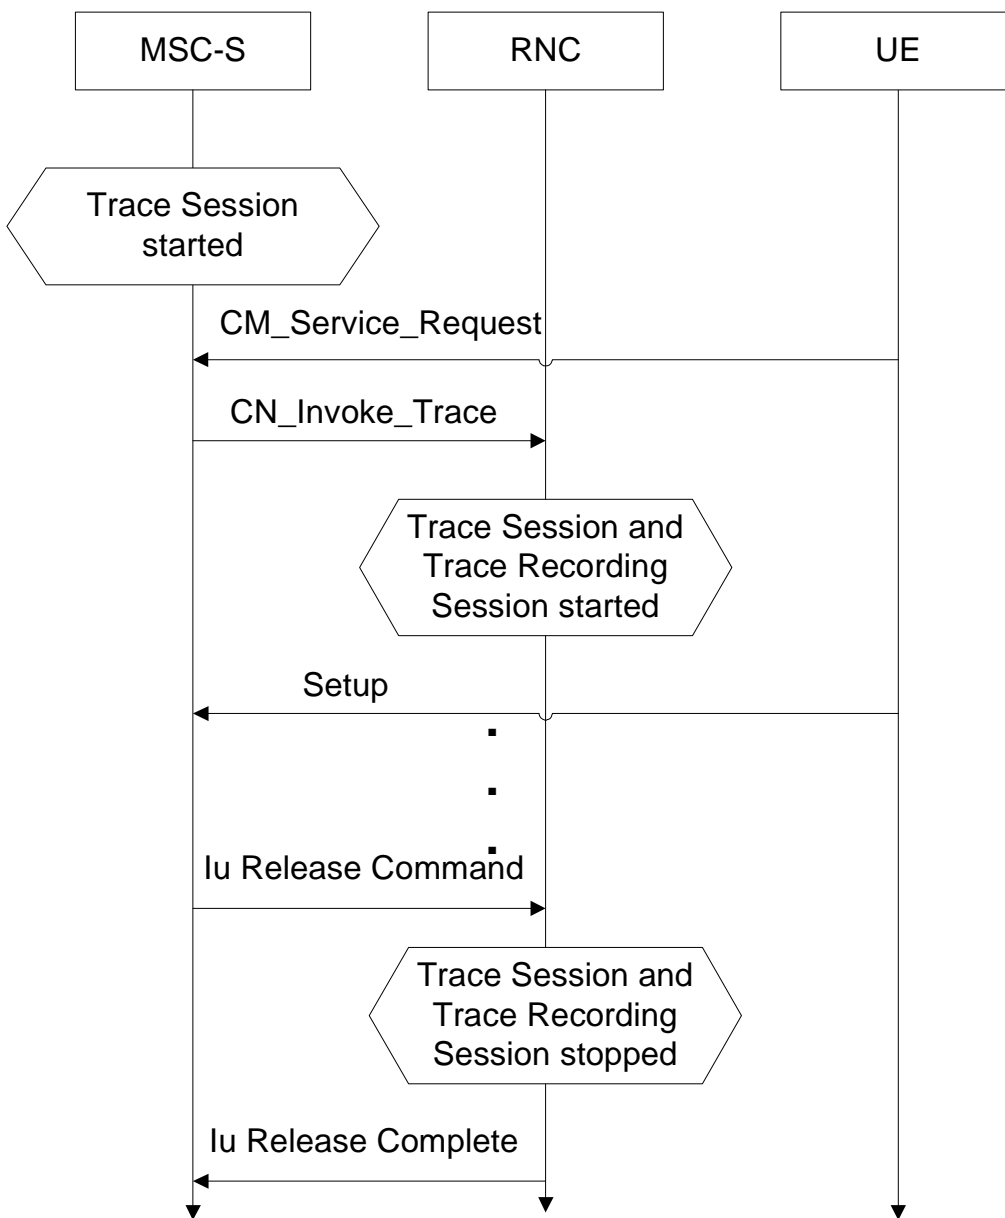 MSC-S
RNC
UE
Trace Session
started
CM_Service_Request
CN_Invoke_Trace
Trace Session and
Trace Recording
Session started
Setup
Iu Release Command
Trace Session and
Trace Recording
Session stopped
Iu Release Complete